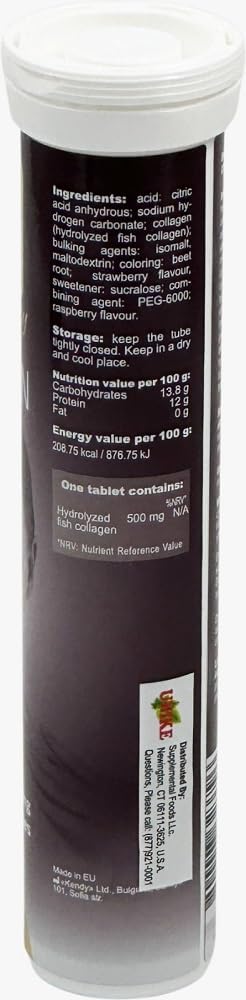 Ingredients: acid: citric
acid anhydrous; sodium hy-
drogen carbonate; collagen
(hydrolyzed fish collagen);
bulking agents: isomalt,
maltodextrin; coloring: beet
root; strawberry flavour,
sweetener: sucralose; com-
bining agent: PEG-6000;
raspberry flavour.
Storage: keep the tube
tightly closed. Keep in a dry
and cool place.
Nutrition value per 100 g:
Carbohydrates 13.8 g
Protein 12 g
Fat 0 g
Energy value per 100 g:
208.75 kcal / 876.75 kJ
One tablet contains:
%NRV*
Hydrolyzed
fish collagen 500 mg N/A
*NRV: Nutrient Reference Value
UNIKE
Distributed By:
Supplemental Foods LLc.
Newington, CT 06111-3625, U.S.A.
Questions, Please call: (877)921-0001
Made in EU
«Kendy» Ltd., Bulg
101, Sofia str.